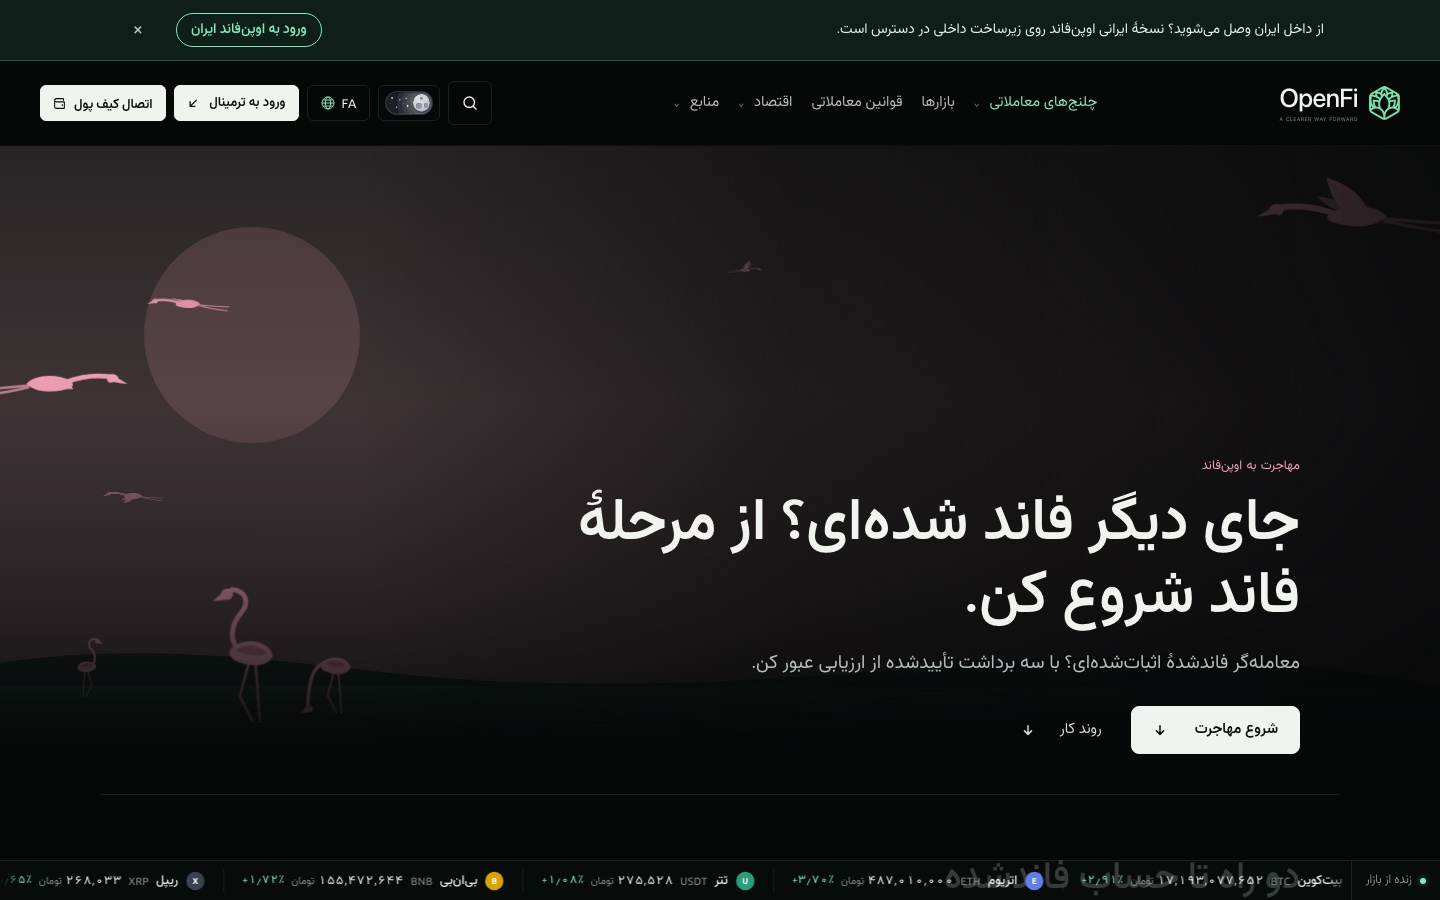 از داخل ایران وصل می‌شوید؟ نسخهٔ ایرانی اوپن‌فاند روی زیرساخت داخلی در دسترس است.
ورود به اوپن‌فاند ایران
×
OpenFi
A CLEARER WAY FORWARD
چلنج‌های معاملاتی
بازارها
قوانین معاملاتی
اقتصاد
منابع
FA
ورود به ترمینال
اتصال کیف پول
مهاجرت به اوپن‌فاند
جای دیگر فاند شده‌ای؟ از مرحلهٔ
فاند شروع کن.
معامله‌گر فاندشدهٔ اثبات‌شده‌ای؟ با سه برداشت تأییدشده از ارزیابی عبور کن.
شروع مهاجرت
روند کار
دو راه تا حساب فاندشده
زنده از بازار
بیت‌کوین BTC ۱۷,۱۹۳,۰۷۷,۶۵۲ تومان +۲٫۹۱٪
E اتریوم ETH ۴۸۷,۰۱۰,۰۰۰ تومان +۳٫۷۰٪
U تتر USDT ۲۷۵,۵۲۸ تومان +۱٫۰۸٪
B بی‌ان‌بی BNB ۱۵۵,۴۷۲,۶۴۴ تومان +۱٫۷۲٪
X ریپل XRP ۲۶۸,۰۳۳ تومان